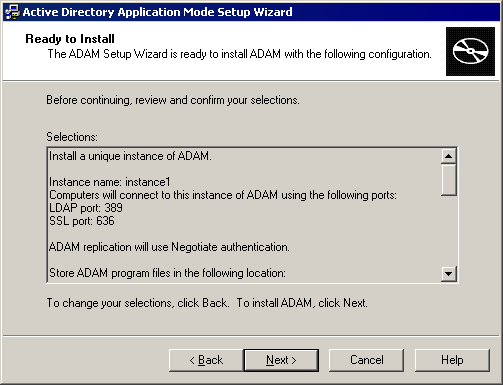 Active Directory Application Mode Setup Wizard
Ready to Install
The ADAM Setup Wizard is ready to install ADAM with the following configuration.
Before continuing, review and confirm your selections.
Selections:
Install a unique instance of ADAM.
Instance name: instance1
Computers will connect to this instance of ADAM using the following ports:
LDAP port: 389
SSL port: 636
ADAM replication will use Negotiate authentication.
Store ADAM program files in the following location:
To change your selections, click Back. To install ADAM, click Next.
< Back
Next >
Cancel
Help